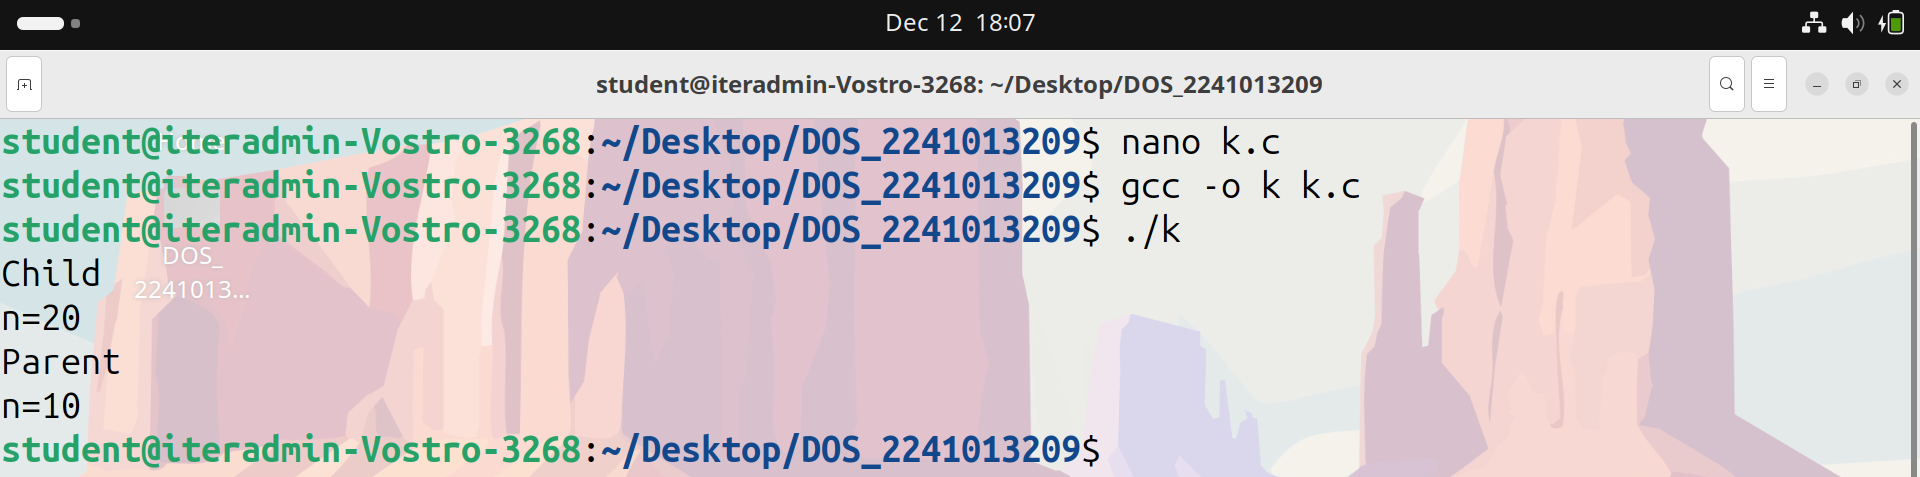 Dec 12 18:07
student@iteradmin-Vostro-3268: ~/Desktop/DOS_2241013209
student@iteradmin-Vostro-3268:~/Desktop/DOS_2241013209$ nano k.c
student@iteradmin-Vostro-3268:~/Desktop/DOS_2241013209$ gcc -o k k.c
student@iteradmin-Vostro-3268:~/Desktop/DOS_2241013209$ ./k
DOS_
Child
2241013...
n=20
Parent
n=10
student@iteradmin-Vostro-3268:~/Desktop/DOS_2241013209$